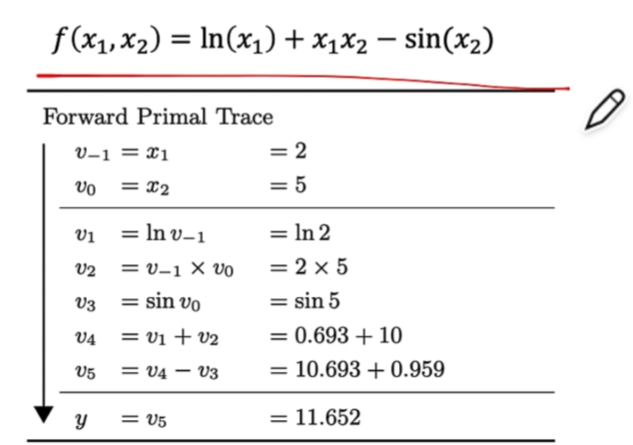 f(x₁, x₂) = ln(x₁) + x₁x₂ − sin(x₂)
Forward Primal Trace
v₋₁ = x₁ = 2
v₀ = x₂ = 5
v₁ = ln v₋₁ = ln 2
v₂ = v₋₁ × v₀ = 2 × 5
v₃ = sin v₀ = sin 5
v₄ = v₁ + v₂ = 0.693 + 10
v₅ = v₄ − v₃ = 10.693 + 0.959
y = v₅ = 11.652